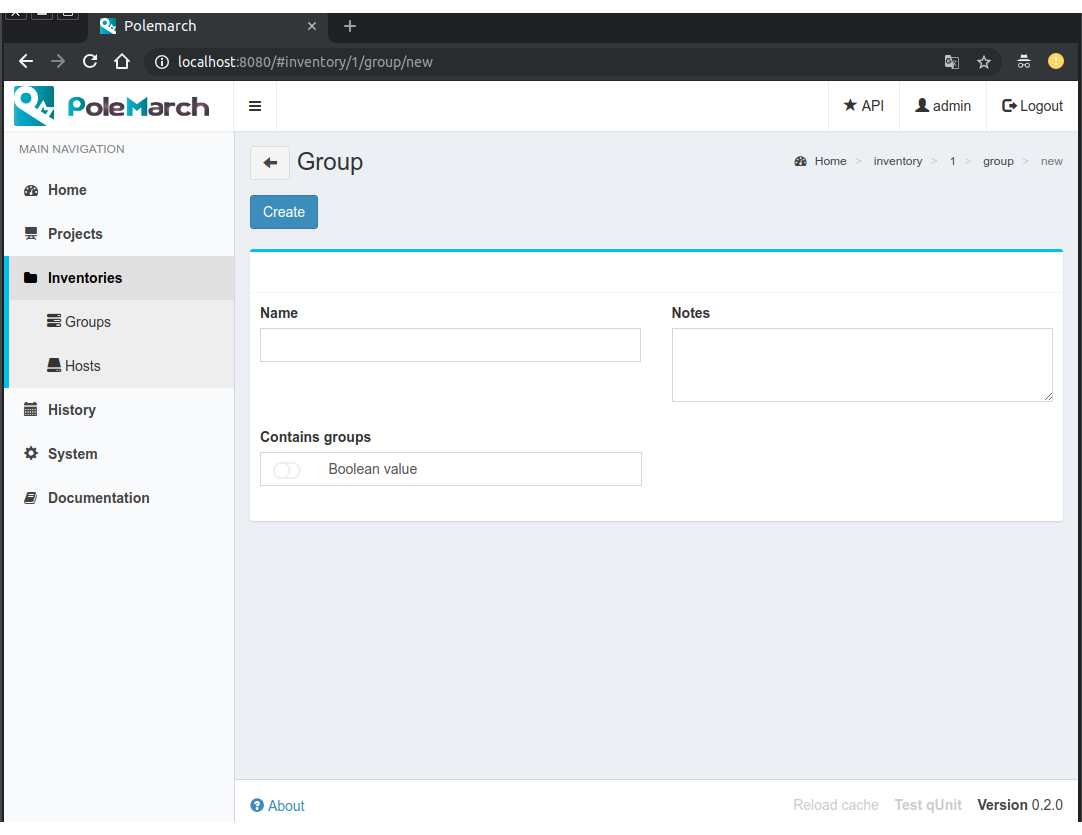 Polemarch
localhost:8080/#inventory/1/group/new
PoleMarch
API
admin
Logout
MAIN NAVIGATION
Home
Projects
Inventories
Groups
Hosts
History
System
Documentation
Group
Home > inventory > 1 > group > new
Create
Name
Notes
Contains groups
Boolean value
About
Reload cache Test qUnit Version 0.2.0